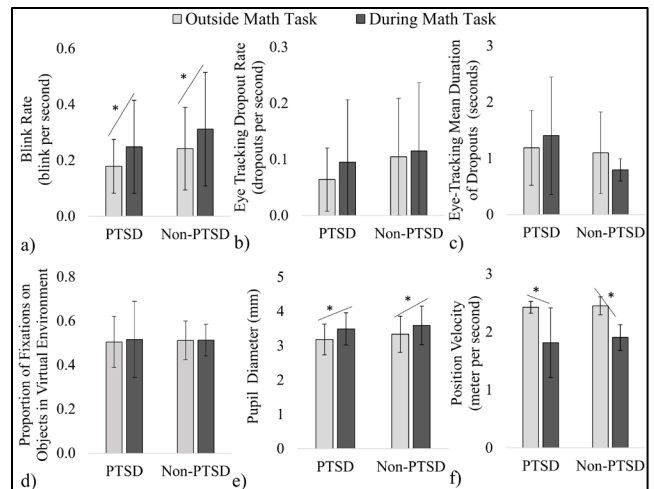 Outside Math Task During Math Task
Blink Rate
(blink per second)
0.6
0.4
0.2
0.0
*
*
PTSD Non-PTSD
a)
Eye Tracking Dropout Rate
(dropouts per second)
0.3
0.2
0.1
0.0
PTSD Non-PTSD
b)
Eye-Tracking Mean Duration
of Dropouts (seconds)
3
2
1
0
PTSD Non-PTSD
c)
Proportion of Fixations on
Objects in Virtual Environment
0.8
0.6
0.4
0.2
0.0
PTSD Non-PTSD
d)
Pupil Diameter (mm)
5
4
3
2
1
0
*
*
PTSD Non-PTSD
e)
Position Velocity
(meter per second)
3
2
1
0
*
*
PTSD Non-PTSD
f)